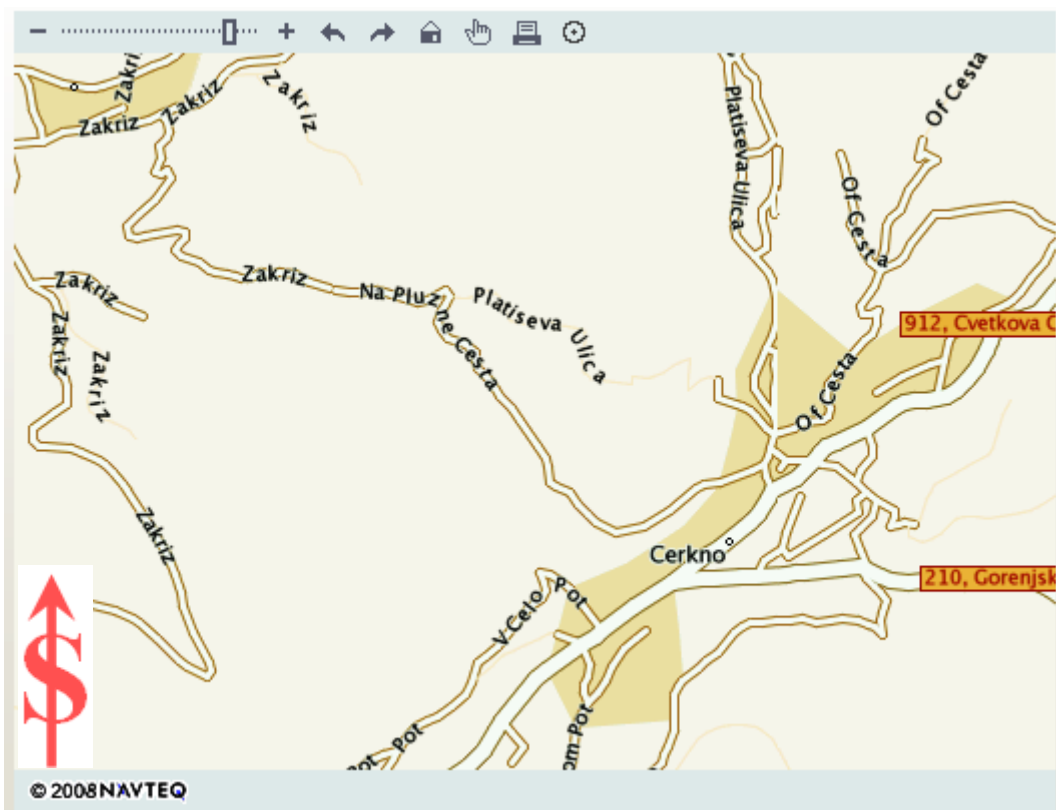 Zakriz
Zakriz
Zakriz
Zakriz
Platiseva Ulica
Of Cesta
Of Cesta
Zakriz
Na Pluzne Cesta
Platiseva Ulica
Zakriz
Zakriz
Zakriz
912, Cvetkova C
Of Cesta
Zakriz
Cerkno
210, Gorenjsk
V Celo Pot
Pot
Pot
om Pot
S
© 2008 NAVTEQ